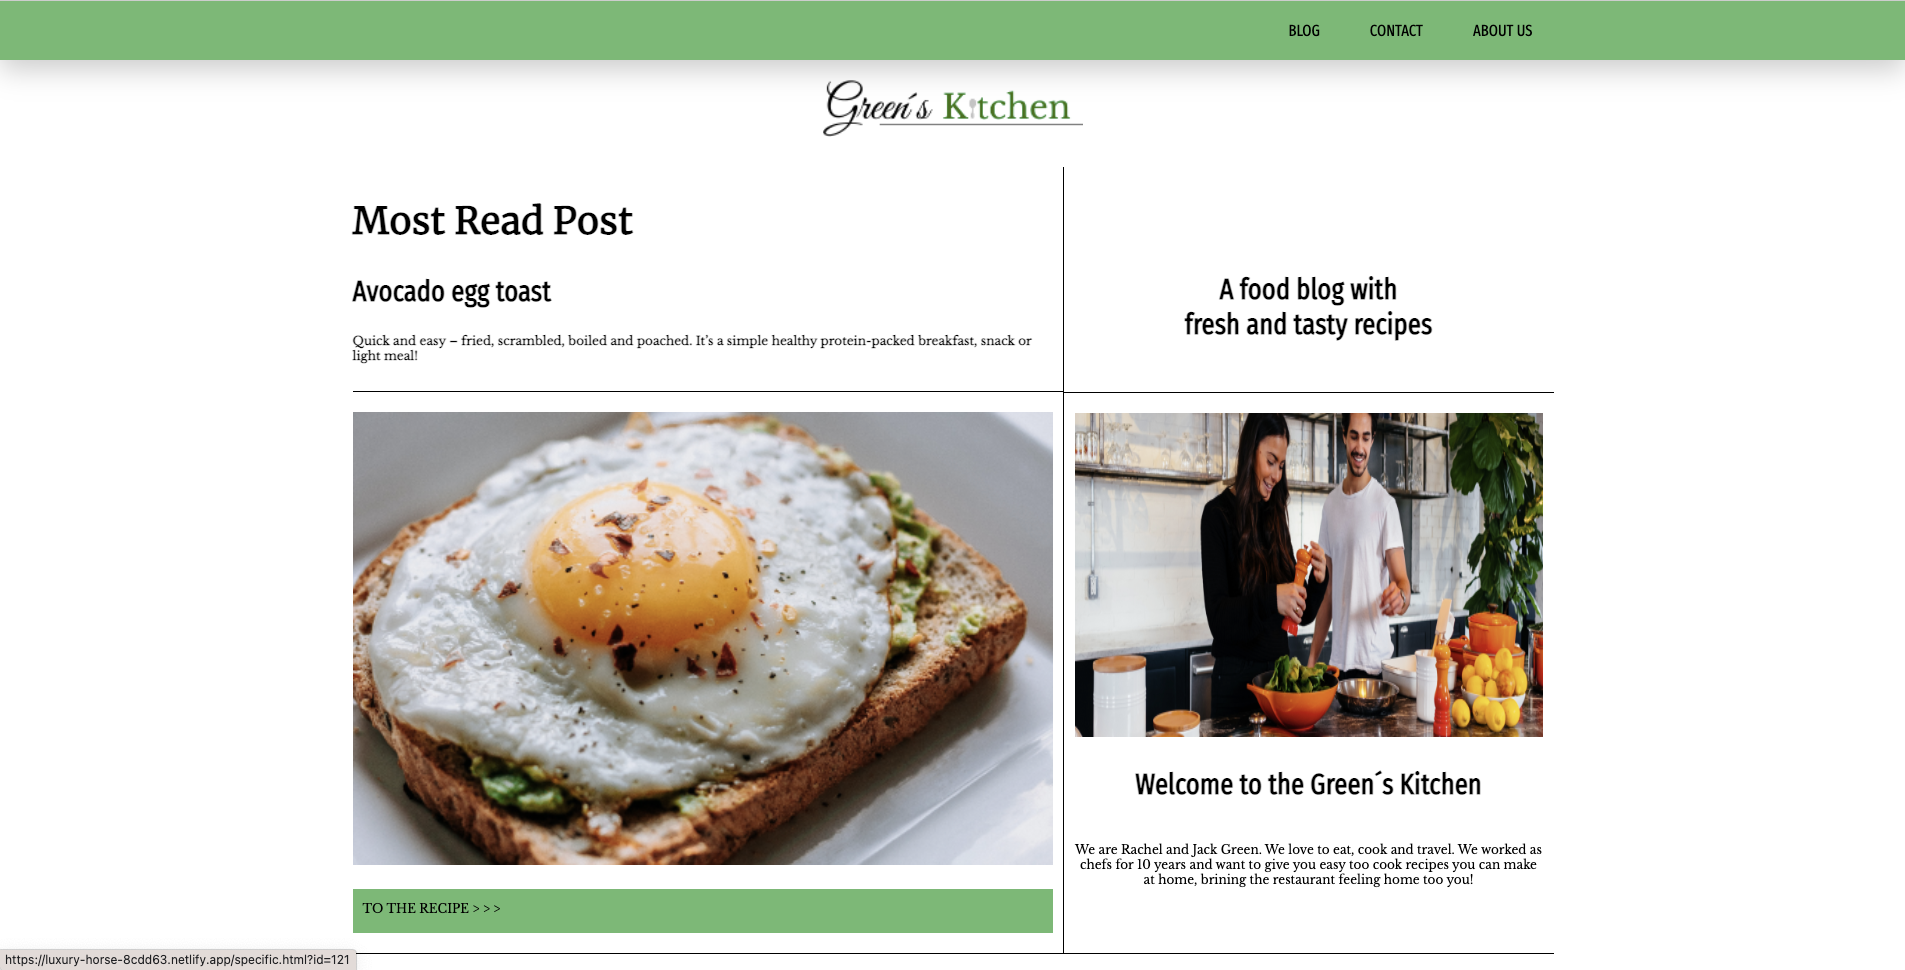 BLOG CONTACT ABOUT US
Green´s Kitchen
Most Read Post
Avocado egg toast
Quick and easy – fried, scrambled, boiled and poached. It’s a simple healthy protein-packed breakfast, snack or
light meal!
TO THE RECIPE > > >
A food blog with
fresh and tasty recipes
Welcome to the Green´s Kitchen
We are Rachel and Jack Green. We love to eat, cook and travel. We worked as
chefs for 10 years and want to give you easy too cook recipes you can make
at home, brining the restaurant feeling home too you!
https://luxury-horse-8cdd63.netlify.app/specific.html?id=121